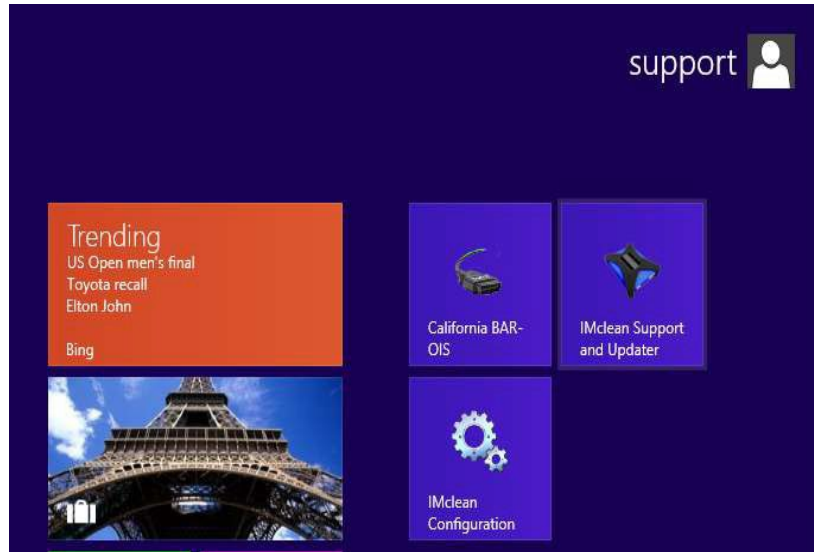 support
Trending
US Open men's final
Toyota recall
Elton John
Bing
California BAR-
OIS
IMclean Support
and Updater
IMclean
Configuration